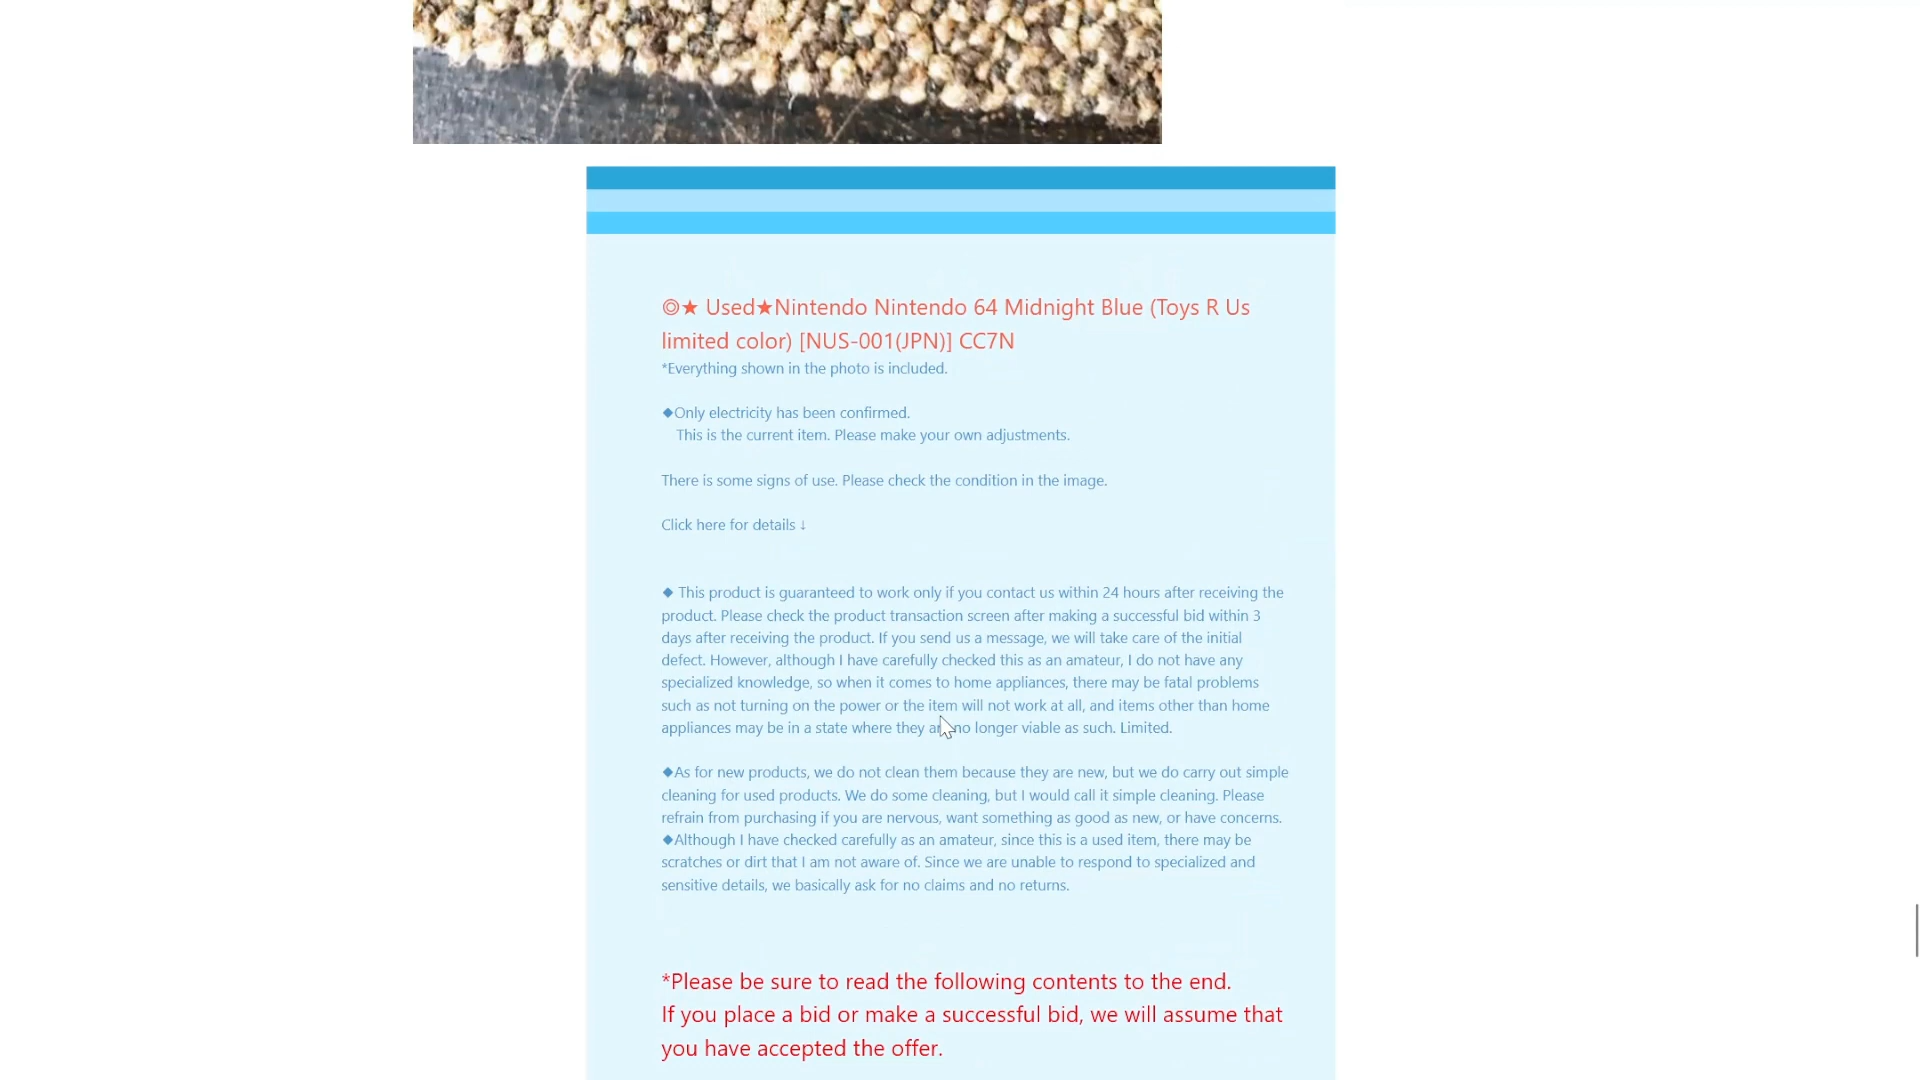 ◎★ Used★Nintendo Nintendo 64 Midnight Blue (Toys R Us
limited color) [NUS-001(JPN)] CC7N
*Everything shown in the photo is included.
◆Only electricity has been confirmed.
This is the current item. Please make your own adjustments.
There is some signs of use. Please check the condition in the image.
Click here for details ↓
◆ This product is guaranteed to work only if you contact us within 24 hours after receiving the
product. Please check the product transaction screen after making a successful bid within 3
days after receiving the product. If you send us a message, we will take care of the initial
defect. However, although I have carefully checked this as an amateur, I do not have any
specialized knowledge, so when it comes to home appliances, there may be fatal problems
such as not turning on the power or the item will not work at all, and items other than home
appliances may be in a state where they are no longer viable as such. Limited.
◆As for new products, we do not clean them because they are new, but we do carry out simple
cleaning for used products. We do some cleaning, but I would call it simple cleaning. Please
refrain from purchasing if you are nervous, want something as good as new, or have concerns.
◆Although I have checked carefully as an amateur, since this is a used item, there may be
scratches or dirt that I am not aware of. Since we are unable to respond to specialized and
sensitive details, we basically ask for no claims and no returns.
*Please be sure to read the following contents to the end.
If you place a bid or make a successful bid, we will assume that
you have accepted the offer.